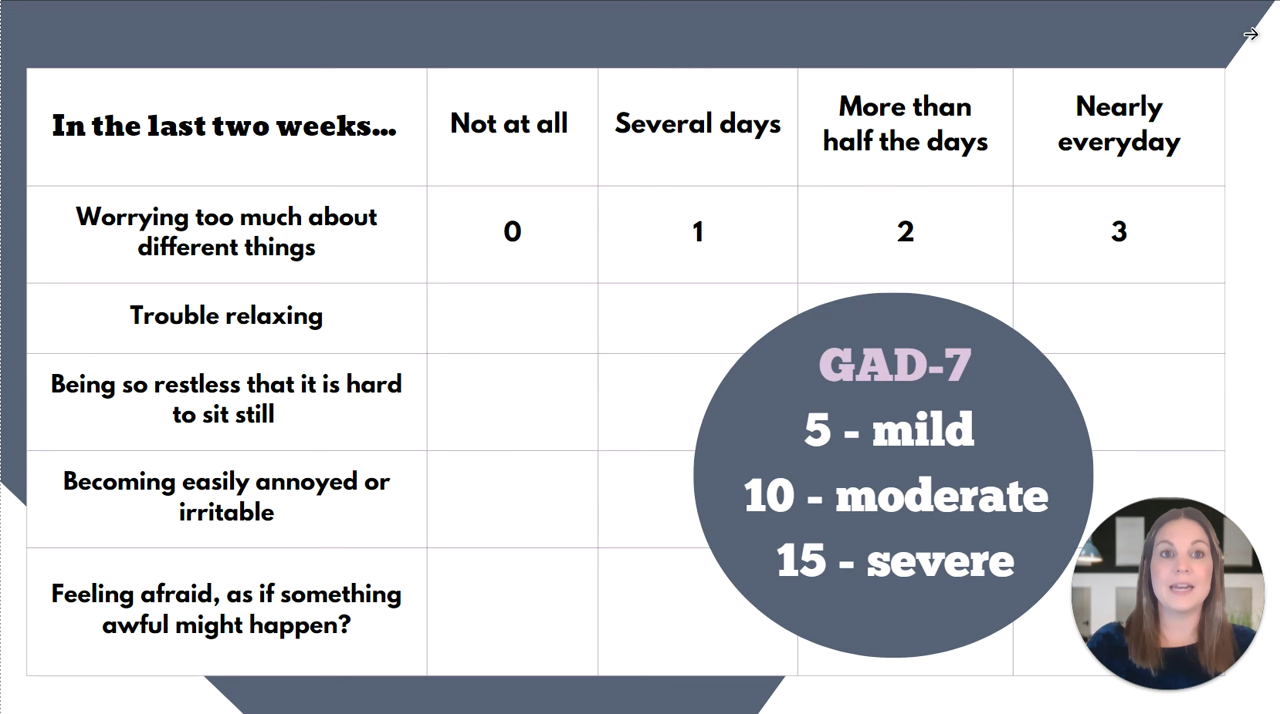 In the last two weeks...
Not at all
Several days
More than
half the days
Nearly
everyday
Worrying too much about
different things
0
1
2
3
Trouble relaxing
Being so restless that it is hard
to sit still
Becoming easily annoyed or
irritable
Feeling afraid, as if something
awful might happen?
GAD-7
5 - mild
10 - moderate
15 - severe